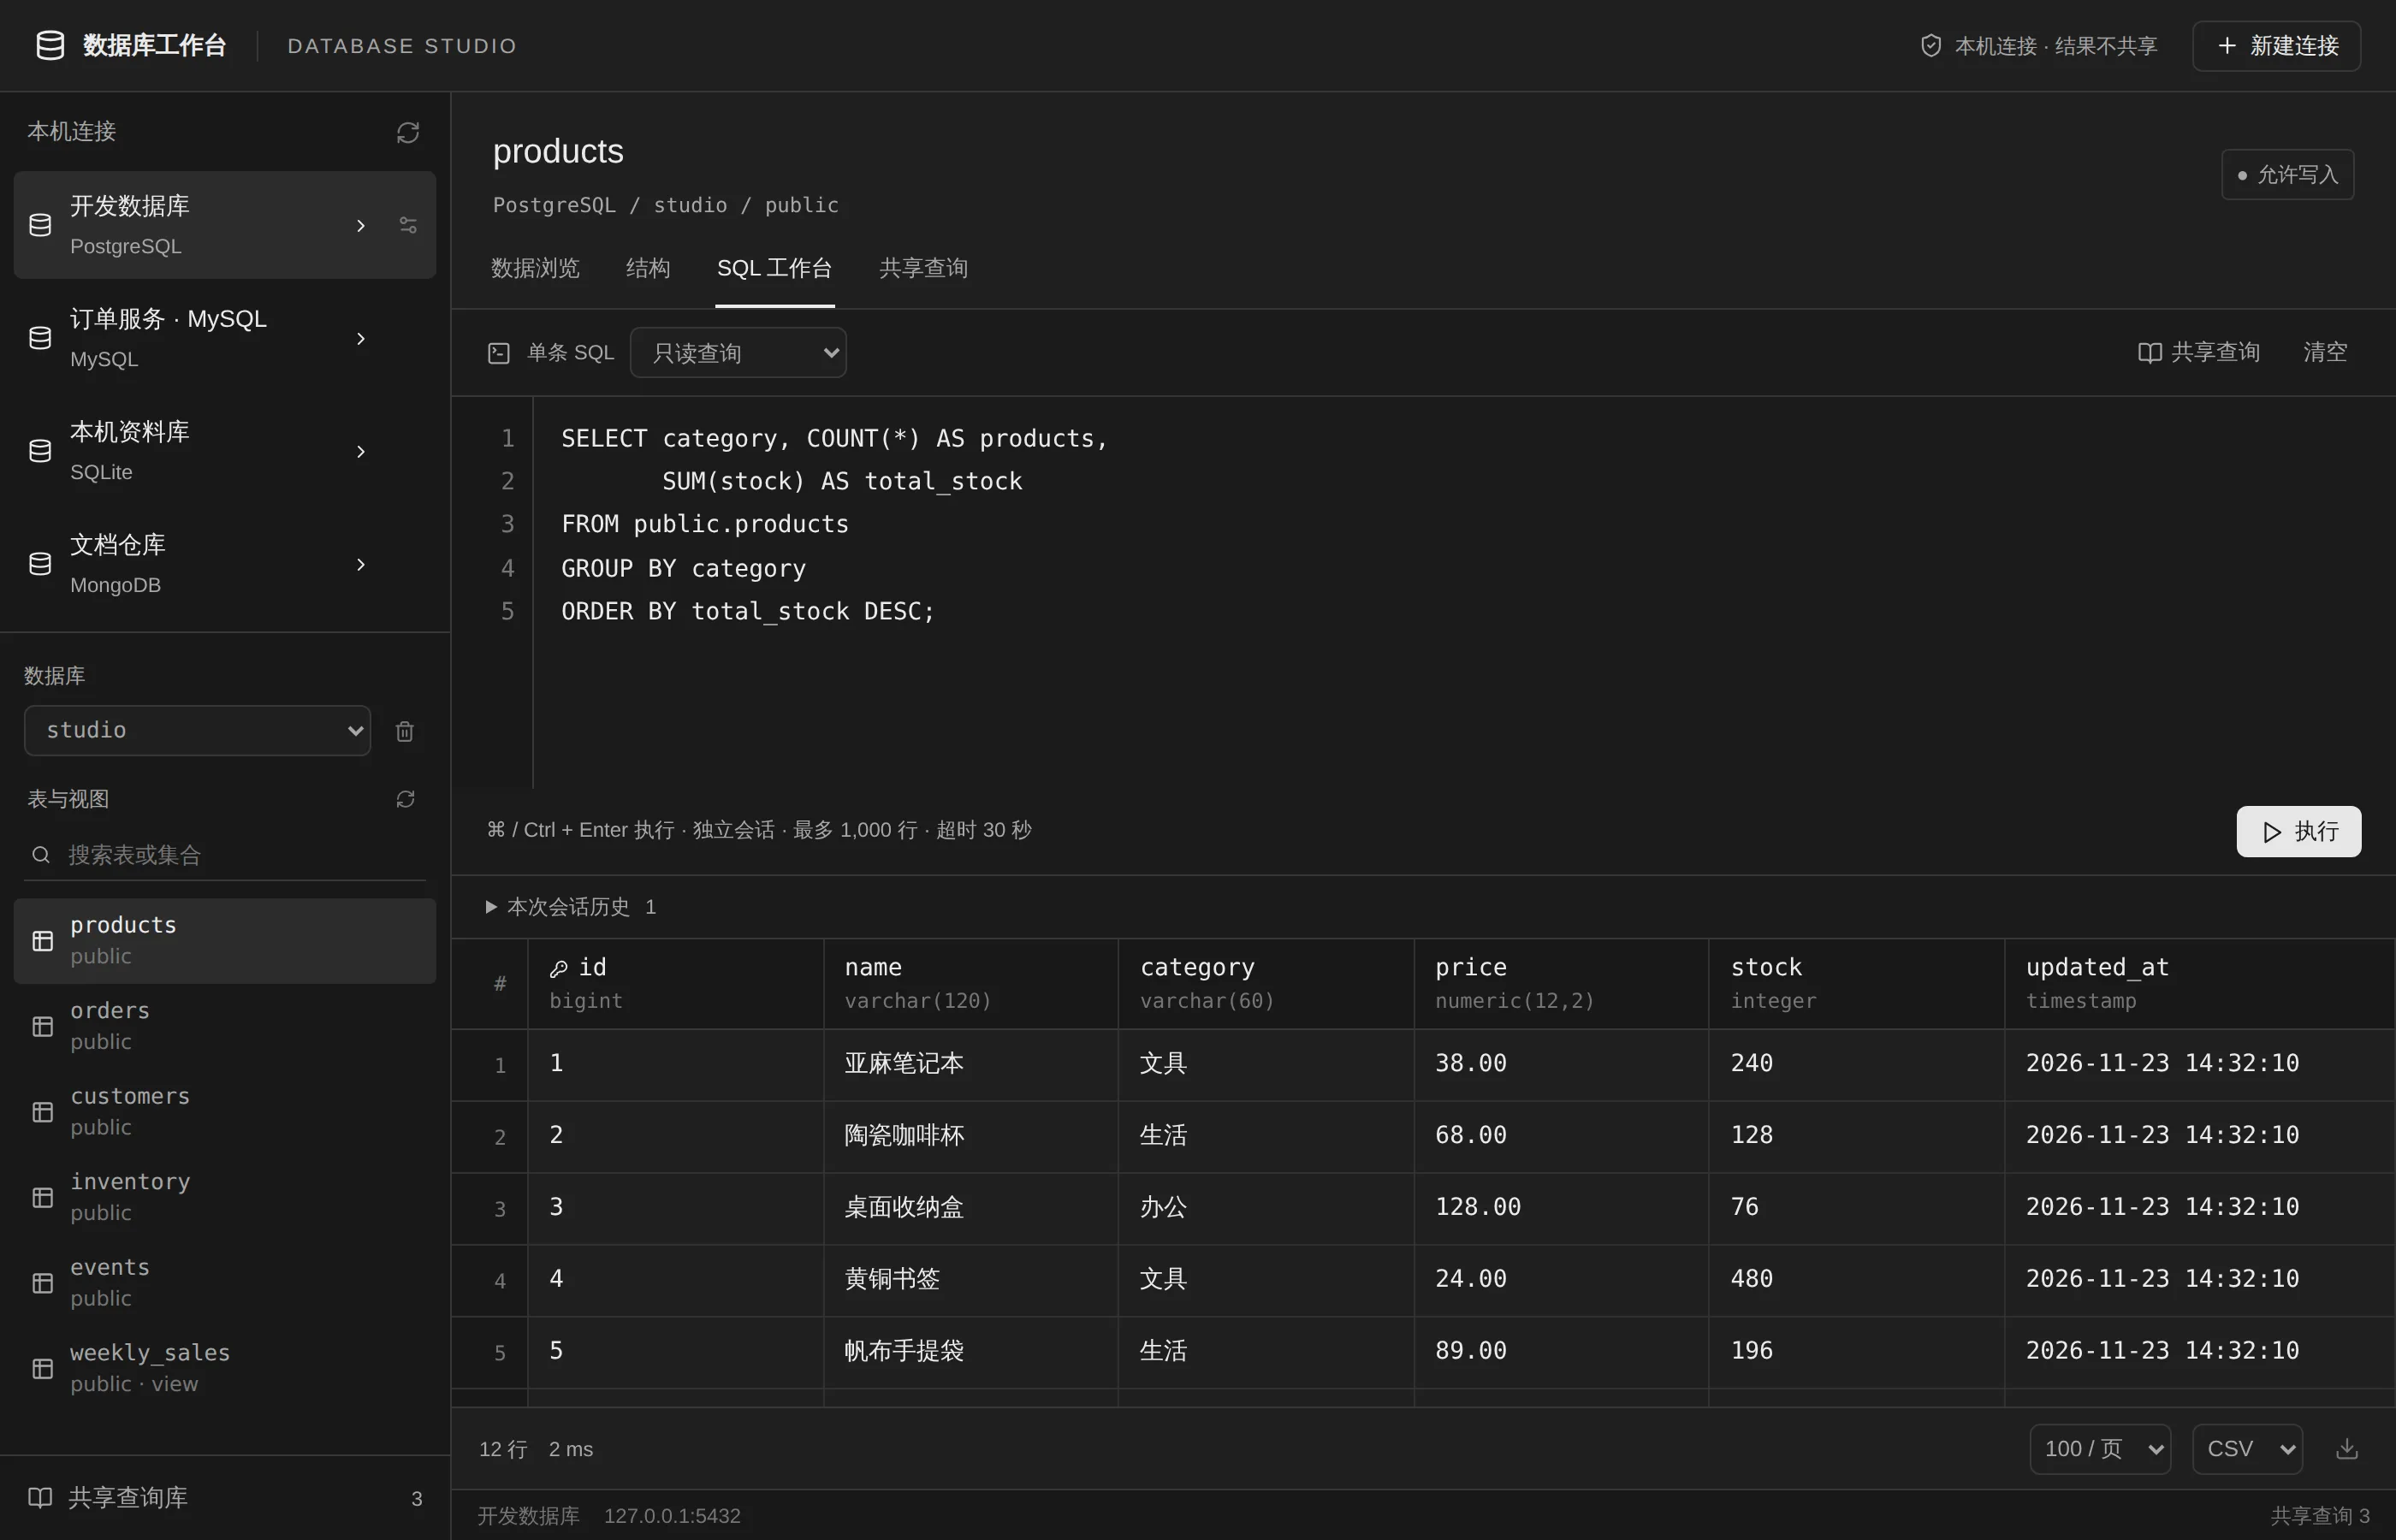 数据库工作台
DATABASE STUDIO
本机连接 · 结果不共享
新建连接
本机连接
开发数据库
PostgreSQL
订单服务 · MySQL
MySQL
本机资料库
SQLite
文档仓库
MongoDB
数据库
studio
表与视图
搜索表或集合
products
public
orders
public
customers
public
inventory
public
events
public
weekly_sales
public · view
共享查询库 3
products
PostgreSQL / studio / public
允许写入
数据浏览 结构 SQL 工作台 共享查询
单条 SQL 只读查询 共享查询 清空
1 SELECT category, COUNT(*) AS products,
2 SUM(stock) AS total_stock
3 FROM public.products
4 GROUP BY category
5 ORDER BY total_stock DESC;
⌘ / Ctrl + Enter 执行 · 独立会话 · 最多 1,000 行 · 超时 30 秒
执行
本次会话历史 1
# id name category price stock updated_at
bigint varchar(120) varchar(60) numeric(12,2) integer timestamp
1 1 亚麻笔记本 文具 38.00 240 2026-11-23 14:32:10
2 2 陶瓷咖啡杯 生活 68.00 128 2026-11-23 14:32:10
3 3 桌面收纳盒 办公 128.00 76 2026-11-23 14:32:10
4 4 黄铜书签 文具 24.00 480 2026-11-23 14:32:10
5 5 帆布手提袋 生活 89.00 196 2026-11-23 14:32:10
12 行 2 ms 100 / 页 CSV
开发数据库 127.0.0.1:5432 共享查询 3